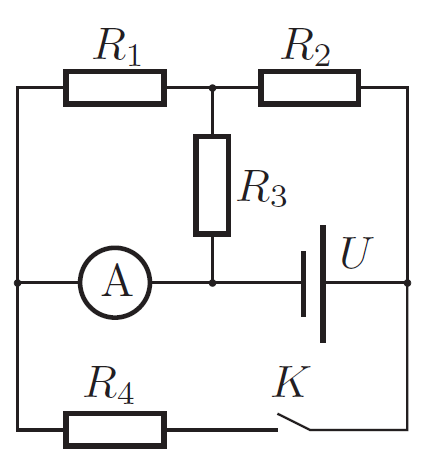 R₁ R₂
R₃
A U
R₄ K